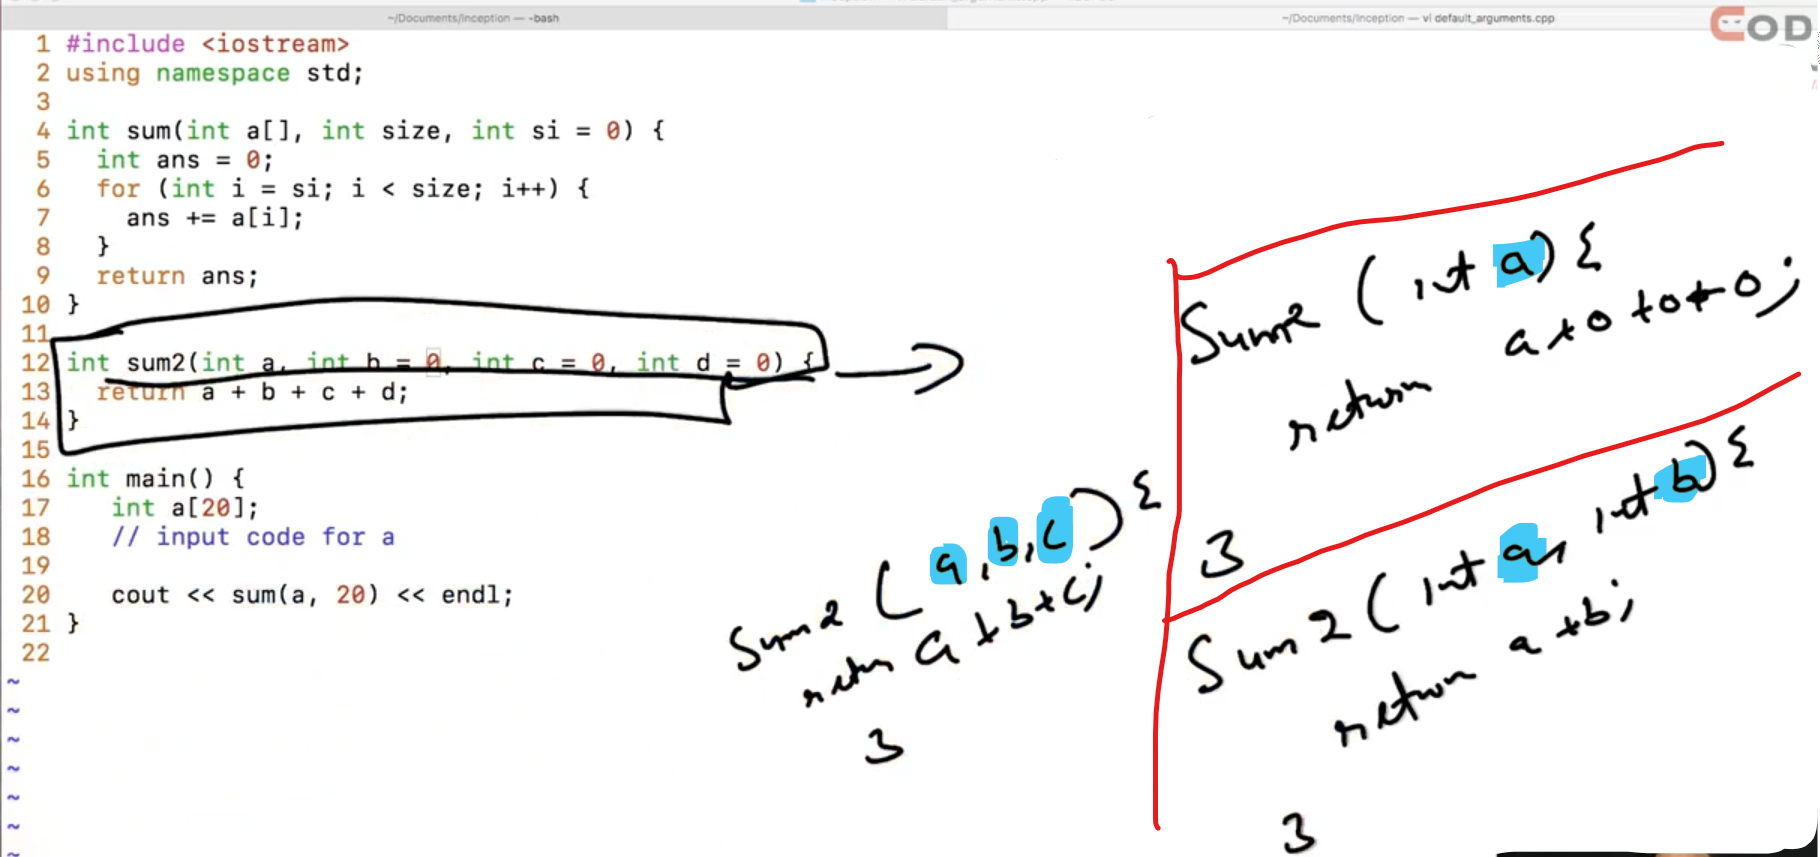 ~/Documents/Inception — -bash
~/Documents/Inception — vi default_arguments.cpp
COD
1 #include <iostream>
2 using namespace std;
3
4 int sum(int a[], int size, int si = 0) {
5 int ans = 0;
6 for (int i = si; i < size; i++) {
7 ans += a[i];
8 }
9 return ans;
10 }
11
12 int sum2(int a, int b = 0, int c = 0, int d = 0) {
13 return a + b + c + d;
14 }
15
16 int main() {
17 int a[20];
18 // input code for a
19
20 cout << sum(a, 20) << endl;
21 }
22
~
~
~
~
~
~
~
Sum2 (a,b,c) {
retrn a+b+c;
}
Sum2 (int a) {
return a+0+0+0;
}
Sum2 (int a, int b) {
return a+b;
}